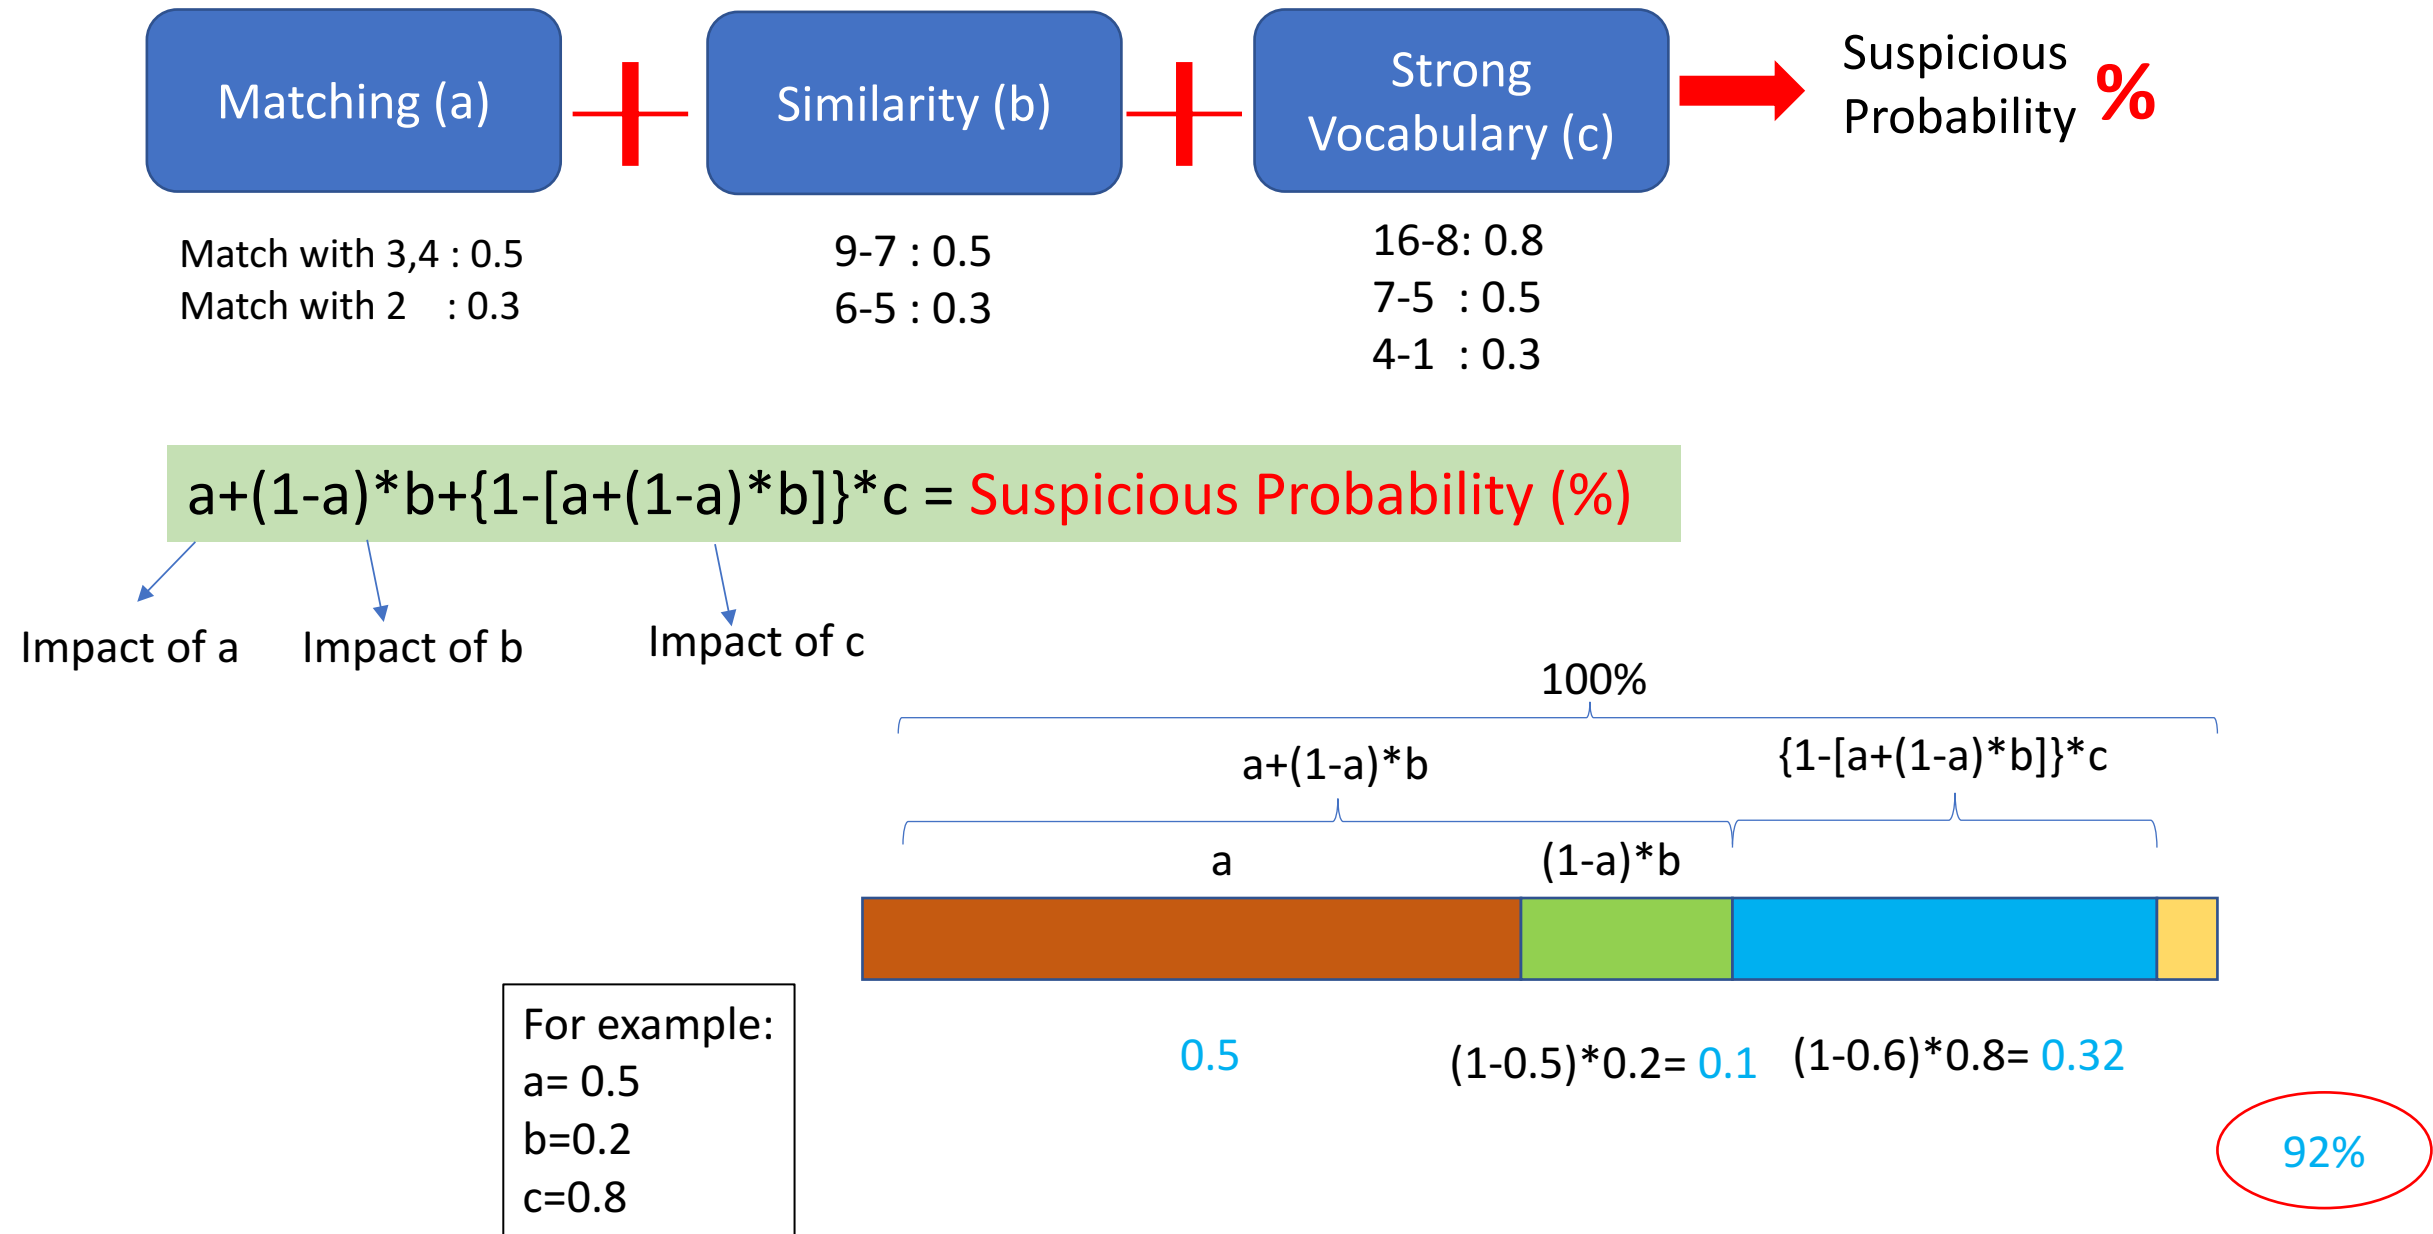 Matching (a)
Similarity (b)
Strong
Vocabulary (c)
Suspicious
Probability %
Match with 3,4 : 0.5
Match with 2 : 0.3
9-7 : 0.5
6-5 : 0.3
16-8: 0.8
7-5 : 0.5
4-1 : 0.3
a+(1-a)*b+{1-[a+(1-a)*b]}*c = Suspicious Probability (%)
Impact of a
Impact of b
Impact of c
100%
a+(1-a)*b
{1-[a+(1-a)*b]}*c
a
(1-a)*b
0.5
(1-0.5)*0.2= 0.1
(1-0.6)*0.8= 0.32
For example:
a= 0.5
b=0.2
c=0.8
92%